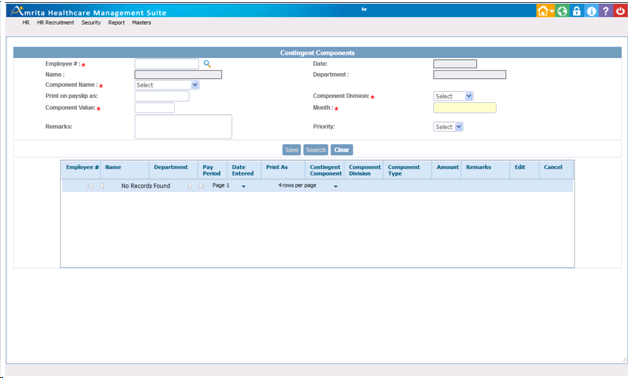 Amrita Healthcare Management Suite
hr
HR HR Recruitment Security Report Masters
Contingent Components
Employee # : * Date:
Name : Department :
Component Name : * Select
Print on payslip as: Component Division: * Select
Component Value: * Month : *
Remarks: Priority: Select
Save Search Clear
Employee # Name Department Pay Period Date Entered Print As Contingent Component Component Division Component Type Amount Remarks Edit Cancel
No Records Found Page 1 4 rows per page